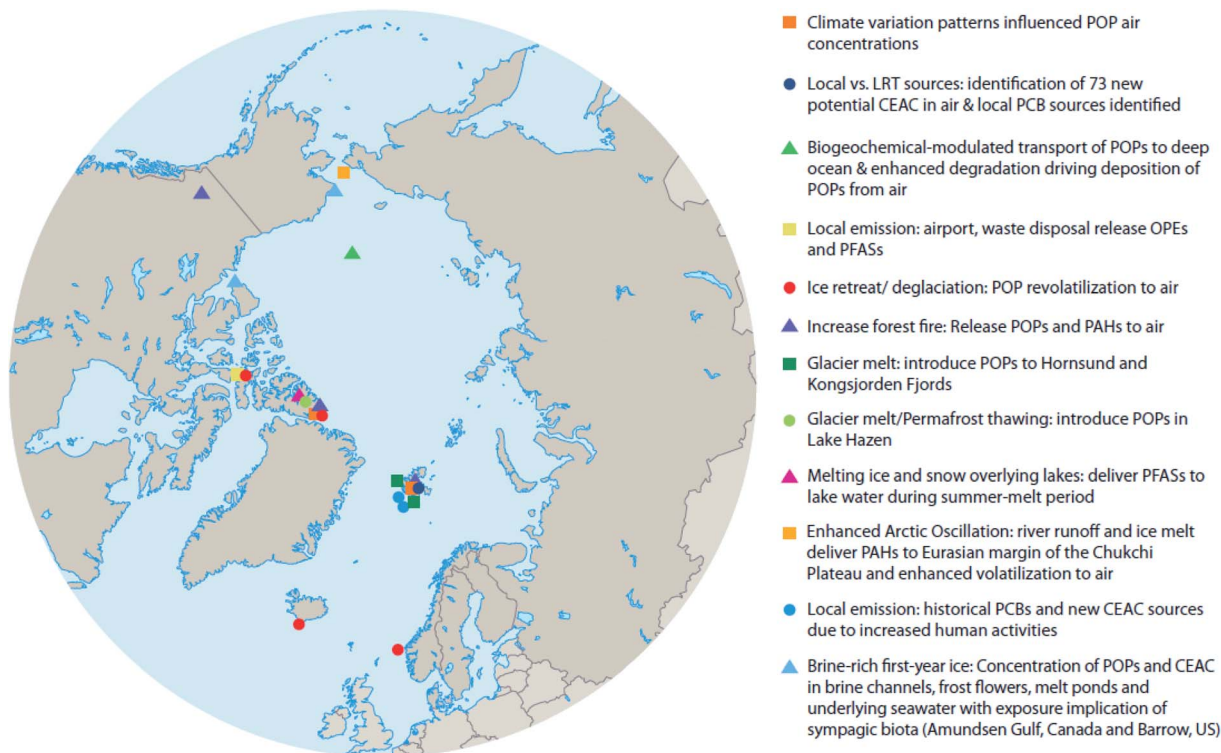 Climate variation patterns influenced POP air
concentrations
Local vs. LRT sources: identification of 73 new
potential CEAC in air & local PCB sources identified
Biogeochemical-modulated transport of POPs to deep
ocean & enhanced degradation driving deposition of
POPs from air
Local emission: airport, waste disposal release OPEs
and PFASs
Ice retreat/ deglaciation: POP revolatilization to air
Increase forest fire: Release POPs and PAHs to air
Glacier melt: introduce POPs to Hornsund and
Kongsjorden Fjords
Glacier melt/Permafrost thawing: introduce POPs in
Lake Hazen
Melting ice and snow overlying lakes: deliver PFASs to
lake water during summer-melt period
Enhanced Arctic Oscillation: river runoff and ice melt
deliver PAHs to Eurasian margin of the Chukchi
Plateau and enhanced volatilization to air
Local emission: historical PCBs and new CEAC sources
due to increased human activities
Brine-rich first-year ice: Concentration of POPs and CEAC
in brine channels, frost flowers, melt ponds and
underlying seawater with exposure implication of
sympagic biota (Amundsen Gulf, Canada and Barrow, US)